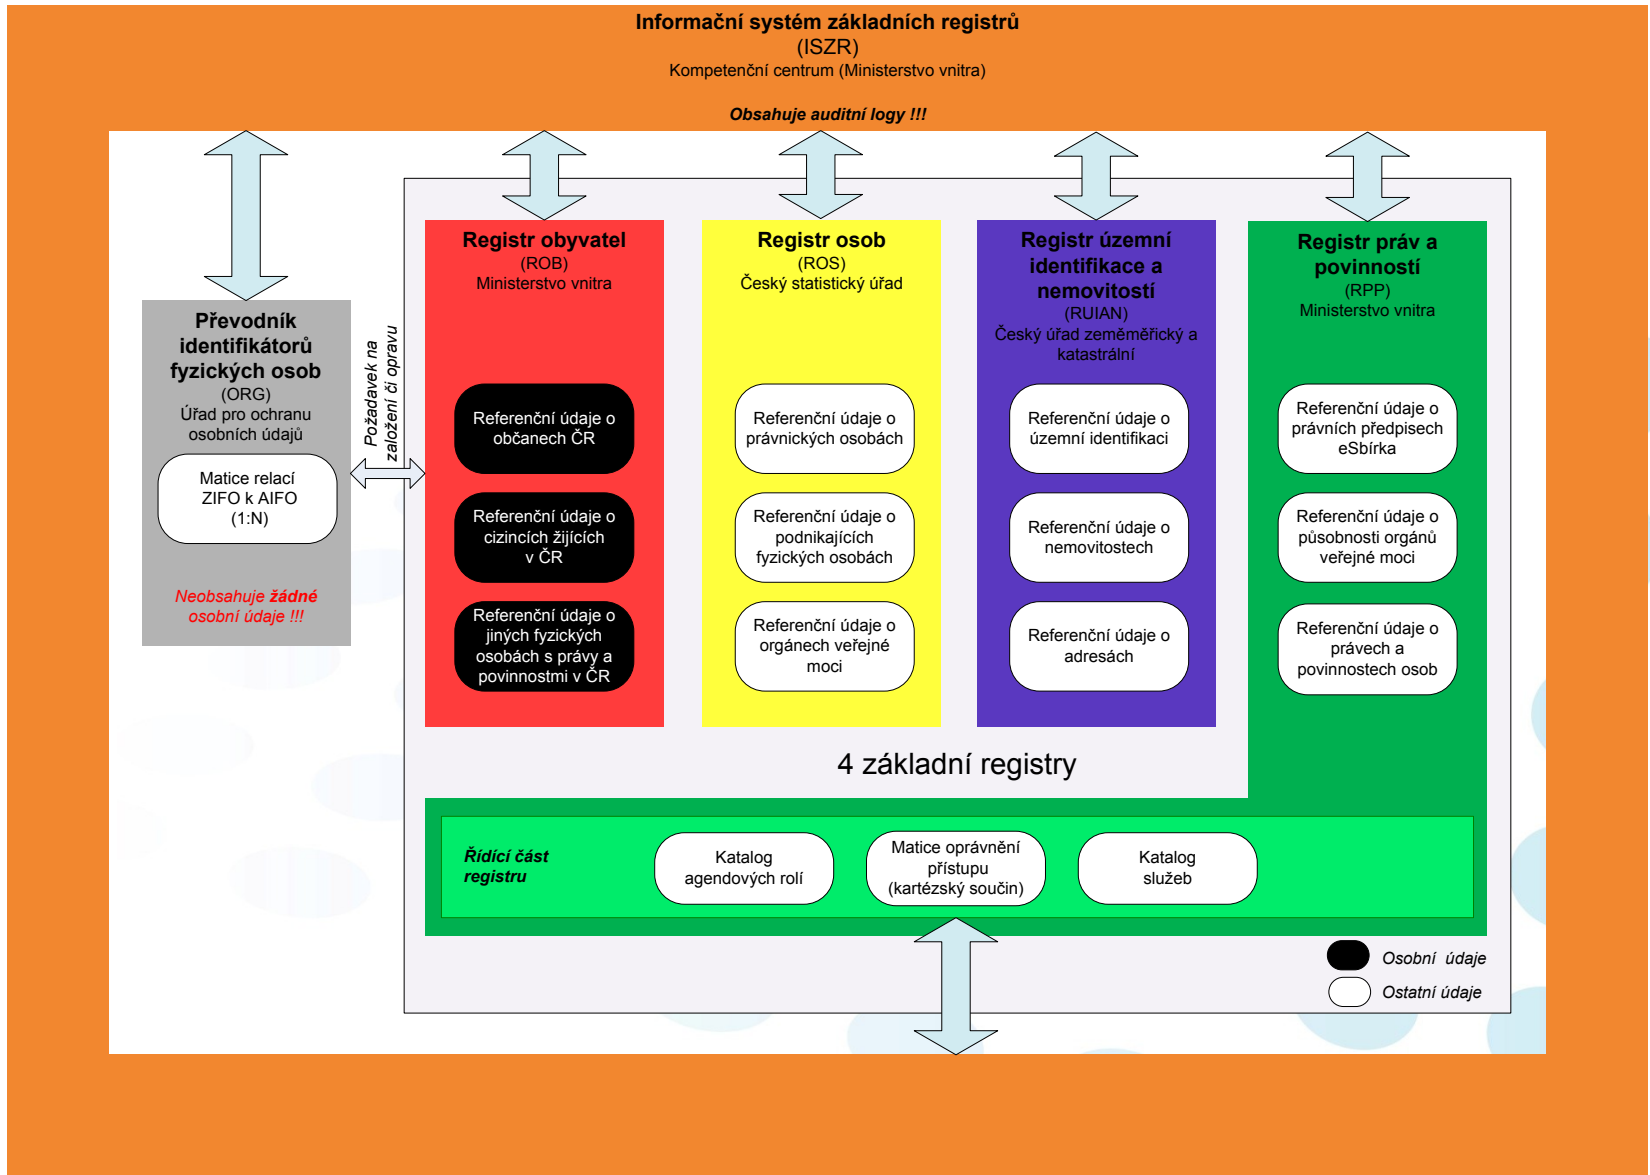 Informační systém základních registrů
(ISZR)
Kompetenční centrum (Ministerstvo vnitra)
Obsahuje auditní logy !!!
Převodník
identifikátorů
fyzických osob
(ORG)
Úřad pro ochranu
osobních údajů
Matice relací
ZIFO k AIFO
(1:N)
Neobsahuje žádné
osobní údaje !!!
Požadavek na
založení či opravu
Registr obyvatel
(ROB)
Ministerstvo vnitra
Referenční údaje o
občanech ČR
Referenční údaje o
cizincích žijících
v ČR
Referenční údaje o
jiných fyzických
osobách s právy a
povinnostmi v ČR
Registr osob
(ROS)
Český statistický úřad
Referenční údaje o
právnických osobách
Referenční údaje o
podnikajících
fyzických osobách
Referenční údaje o
orgánech veřejné
moci
Registr územní
identifikace a
nemovitostí
(RUIAN)
Český úřad zeměměřický a
katastrální
Referenční údaje o
územní identifikaci
Referenční údaje o
nemovitostech
Referenční údaje o
adresách
Registr práv a
povinností
(RPP)
Ministerstvo vnitra
Referenční údaje o
právních předpisech
eSbírka
Referenční údaje o
působnosti orgánů
veřejné moci
Referenční údaje o
právech a
povinnostech osob
4 základní registry
Řídící část
registru
Katalog
agendových rolí
Matice oprávnění
přístupu
(kartézský součin)
Katalog
služeb
Osobní údaje
Ostatní údaje